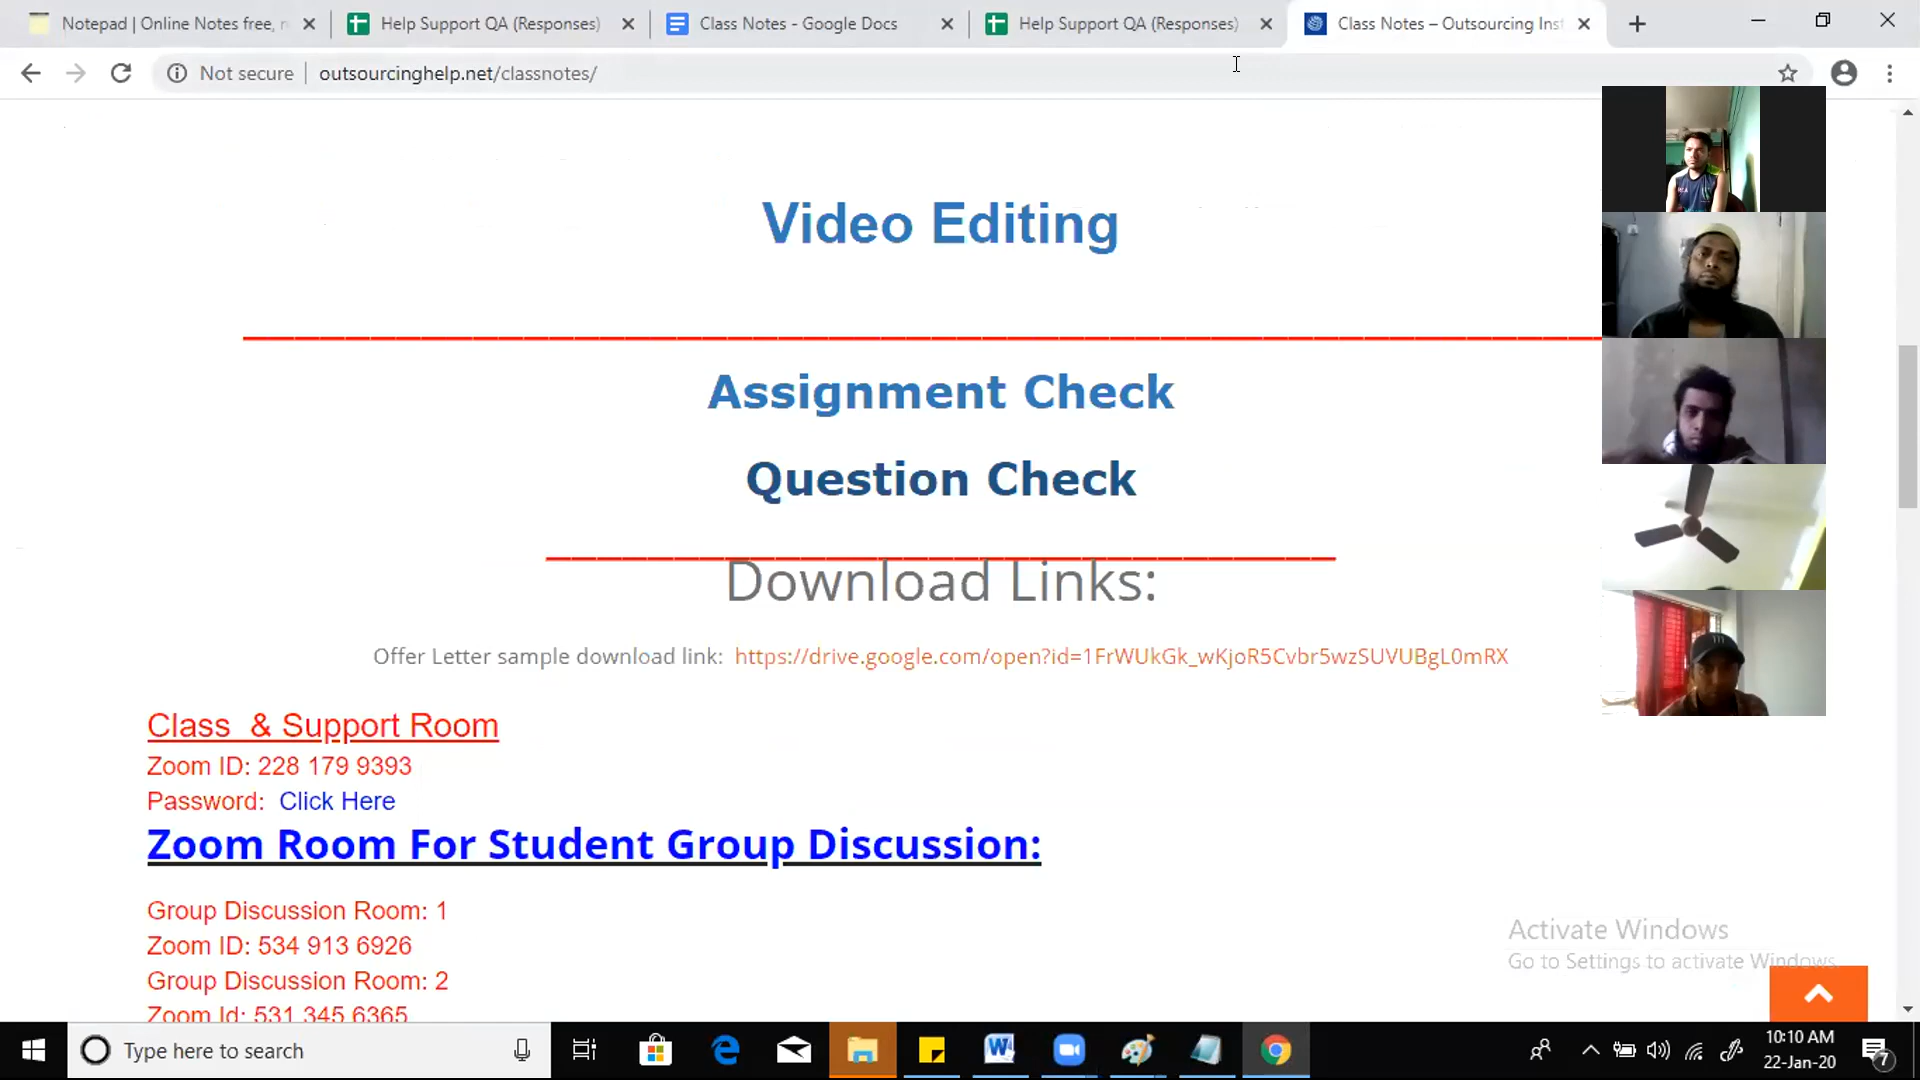 Notepad | Online Notes free, n
Help Support QA (Responses)
Class Notes - Google Docs
Help Support QA (Responses)
Class Notes – Outsourcing Inst
Not secure
outsourcinghelp.net/classnotes/
Video Editing
Assignment Check
Question Check
Download Links:
Offer Letter sample download link: https://drive.google.com/open?id=1FrWUkGk_wKjoR5Cvbr5wzSUVUBgL0mRX
Class & Support Room
Zoom ID: 228 179 9393
Password: Click Here
Zoom Room For Student Group Discussion:
Group Discussion Room: 1
Zoom ID: 534 913 6926
Group Discussion Room: 2
Zoom Id: 531 345 6365
Activate Windows
Go to Settings to activate Windows.
Type here to search
10:10 AM
22-Jan-20
7